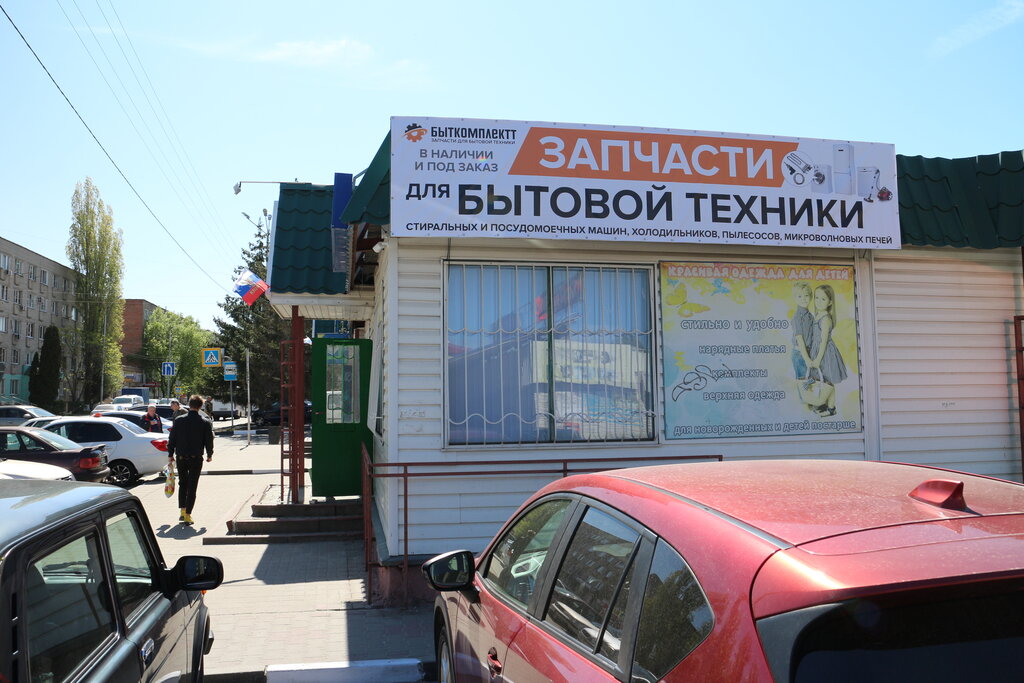 БЫТКОМПЛЕКТТ
ЗАПЧАСТИ ДЛЯ БЫТОВОЙ ТЕХНИКИ
В НАЛИЧИИ
И ПОД ЗАКАЗ
ЗАПЧАСТИ
ДЛЯ БЫТОВОЙ ТЕХНИКИ
СТИРАЛЬНЫХ И ПОСУДОМОЕЧНЫХ МАШИН, ХОЛОДИЛЬНИКОВ, ПЫЛЕСОСОВ, МИКРОВОЛНОВЫХ ПЕЧЕЙ
КРАСИВАЯ ОДЕЖДА ДЛЯ ДЕТЕЙ
стильно и удобно
нарядные платья
комплекты
верхняя одежда
для новорожденных и детей постарше